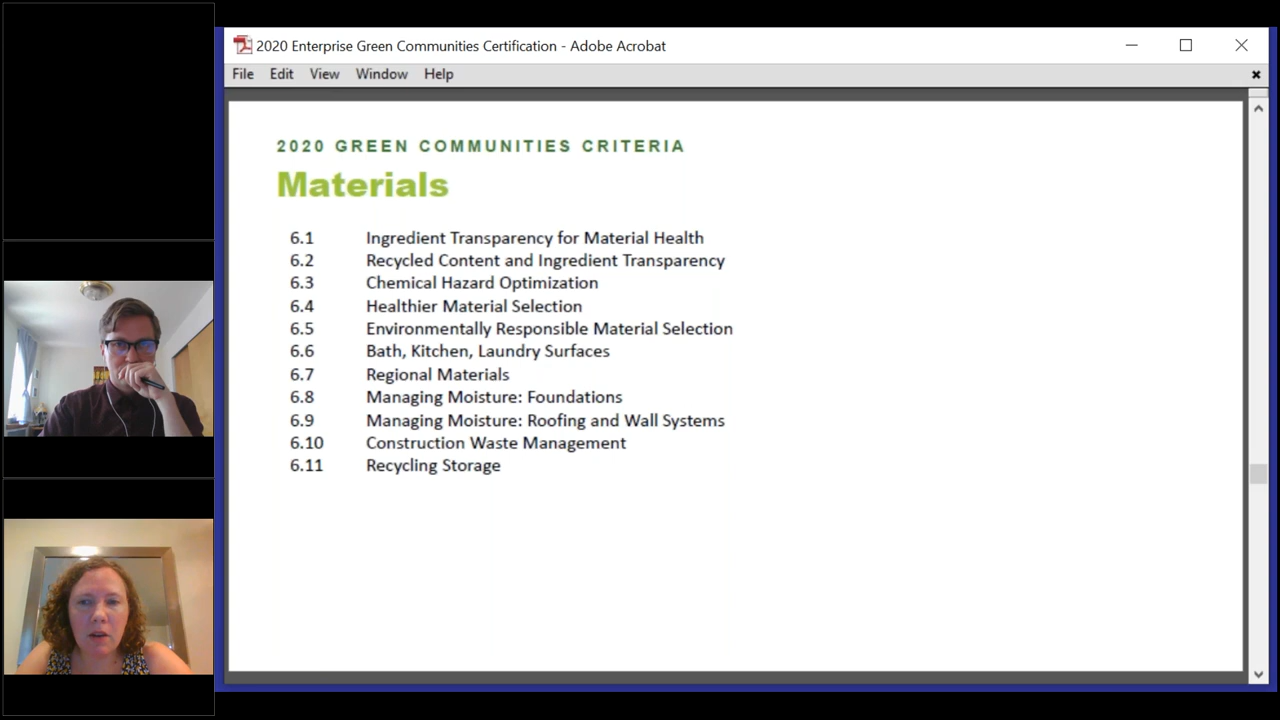 2020 Enterprise Green Communities Certification - Adobe Acrobat
File Edit View Window Help
2020 GREEN COMMUNITIES CRITERIA
Materials
6.1 Ingredient Transparency for Material Health
6.2 Recycled Content and Ingredient Transparency
6.3 Chemical Hazard Optimization
6.4 Healthier Material Selection
6.5 Environmentally Responsible Material Selection
6.6 Bath, Kitchen, Laundry Surfaces
6.7 Regional Materials
6.8 Managing Moisture: Foundations
6.9 Managing Moisture: Roofing and Wall Systems
6.10 Construction Waste Management
6.11 Recycling Storage